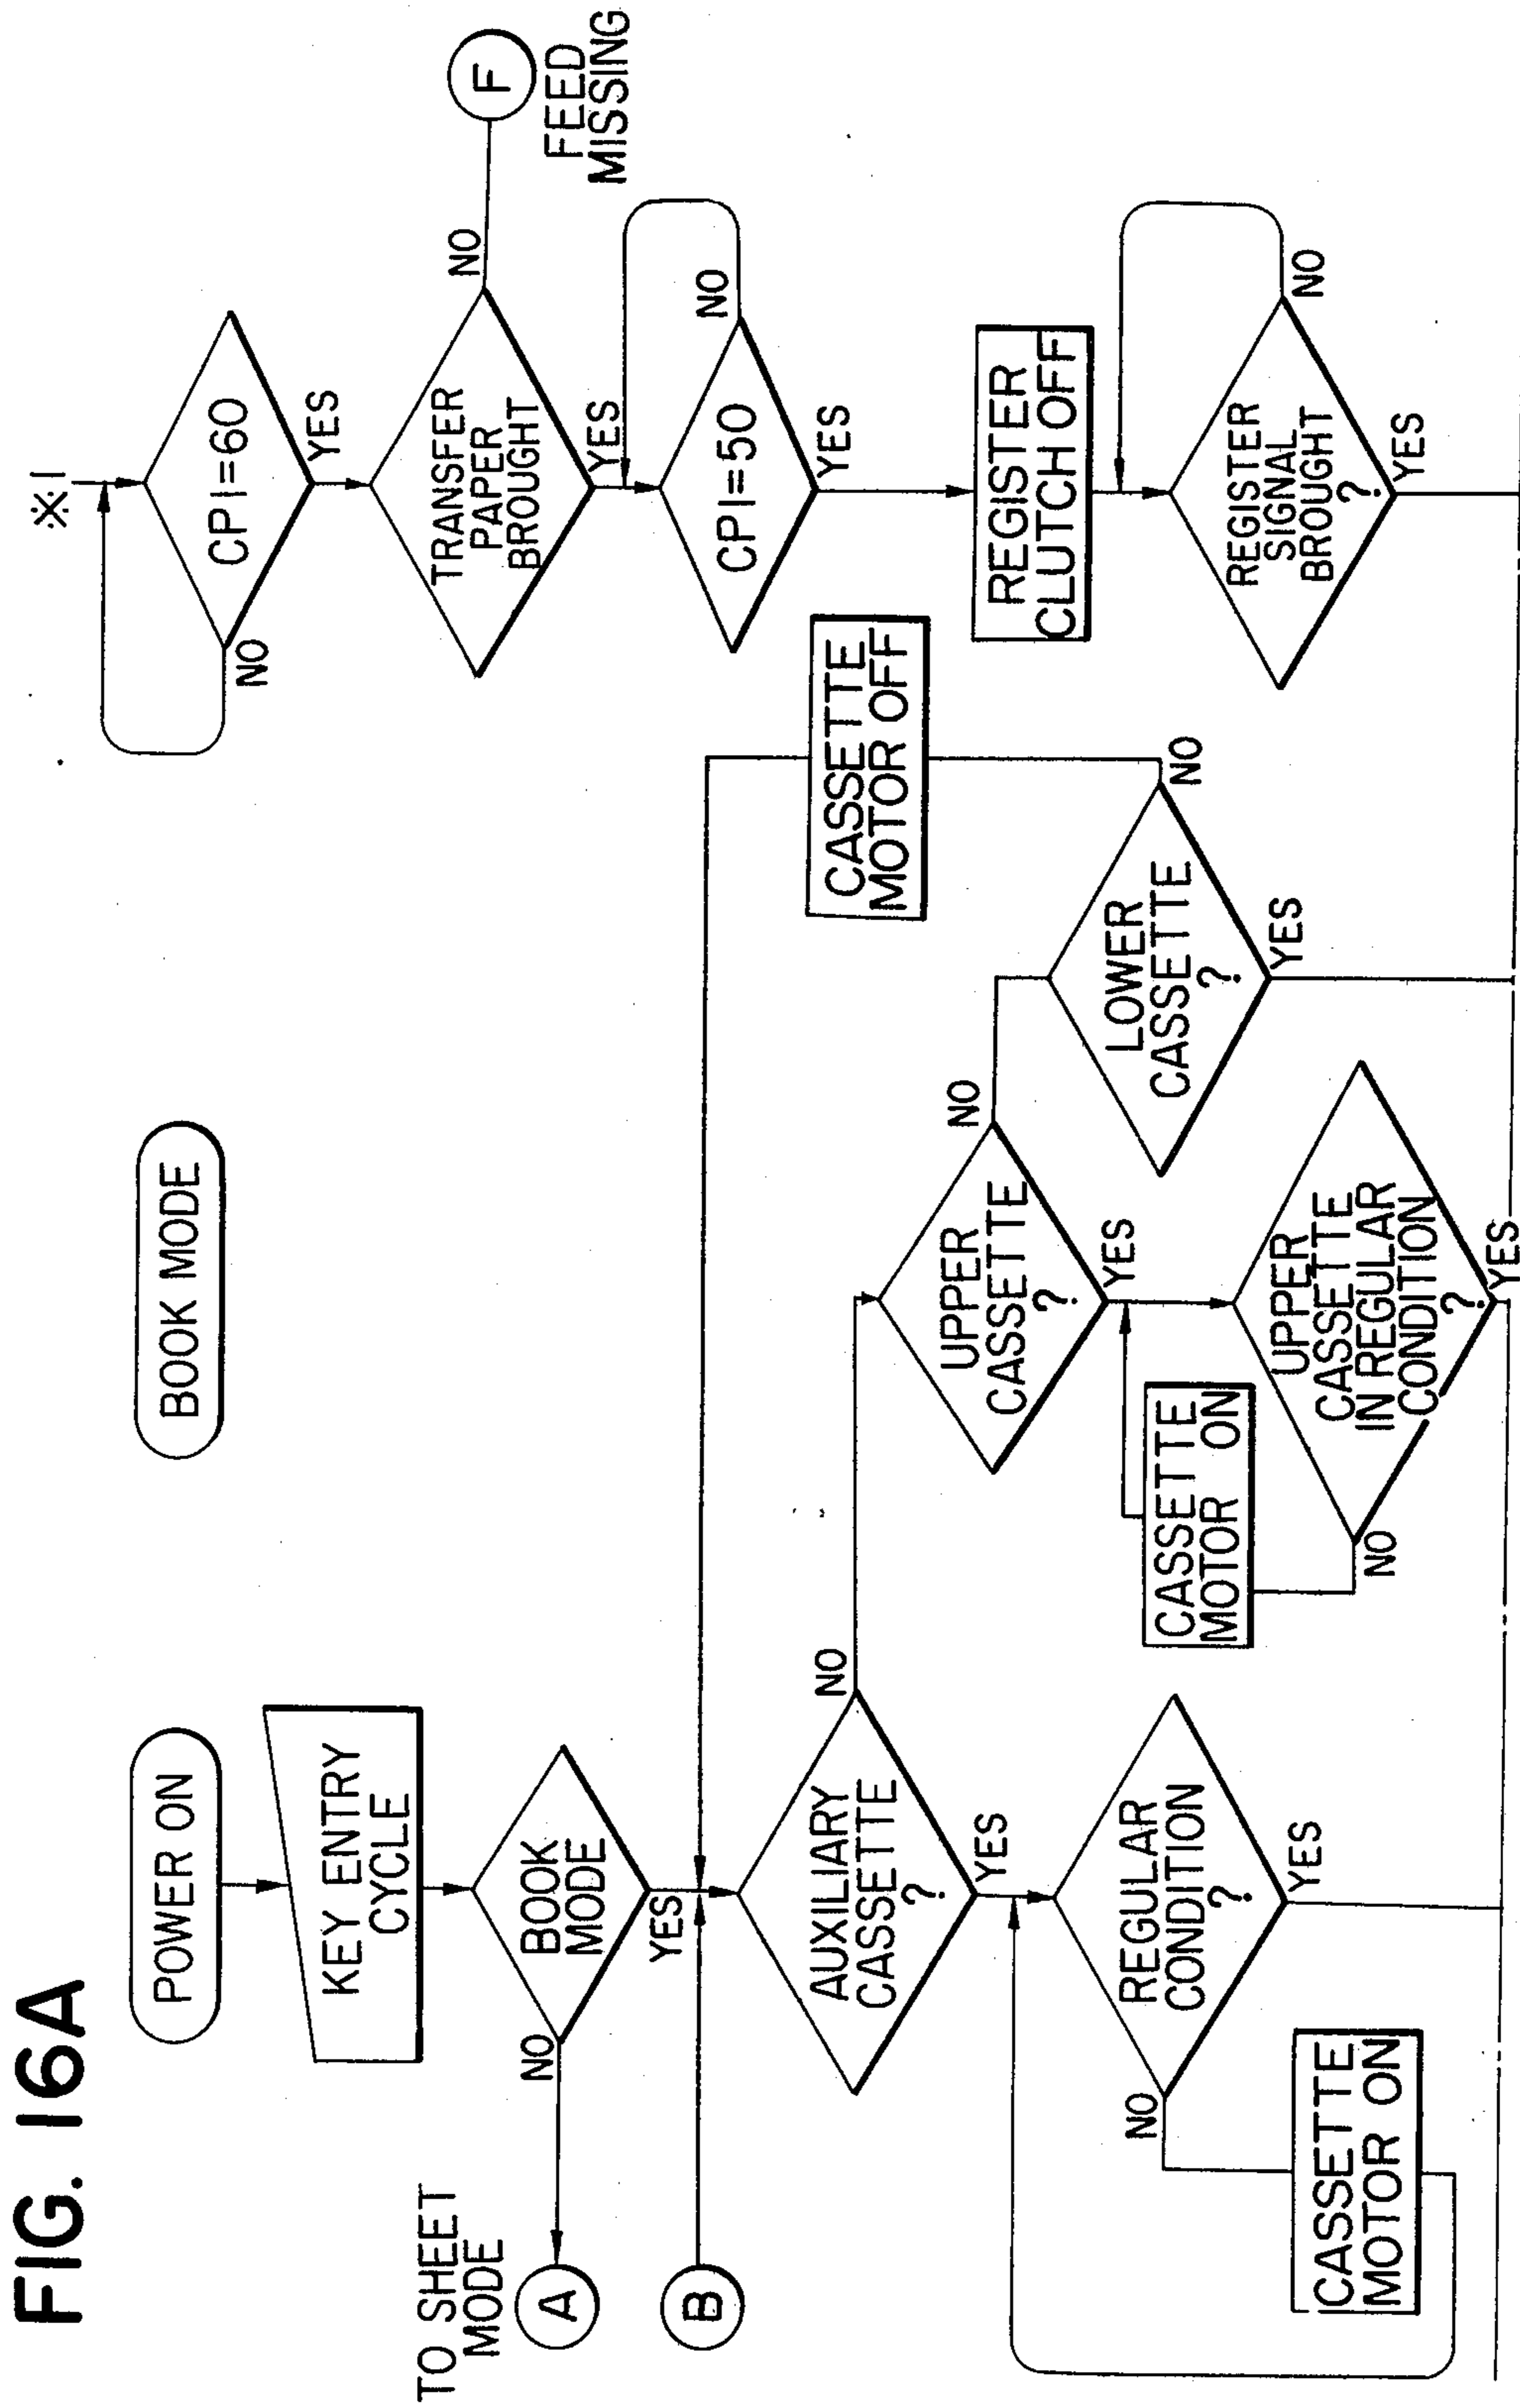 FIG. 16A
POWER ON
BOOK MODE
KEY ENTRY
CYCLE
BOOK
MODE
NO
YES
TO SHEET
MODE
A
B
AUXILIARY
CASSETTE
?
NO
YES
REGULAR
CONDITION
?
NO
YES
CASSETTE
MOTOR ON
UPPER
CASSETTE
?
NO
YES
CASSETTE
MOTOR ON
UPPER
CASSETTE
IN REGULAR
CONDITION
?
NO
YES
LOWER
CASSETTE
?
NO
YES
CASSETTE
MOTOR OFF
※1
CP1=60
NO
YES
TRANSFER
PAPER
BROUGHT
NO
YES
F
FEED
MISSING
CP1=50
NO
YES
REGISTER
CLUTCH OFF
REGISTER
SIGNAL
BROUGHT
?
NO
YES